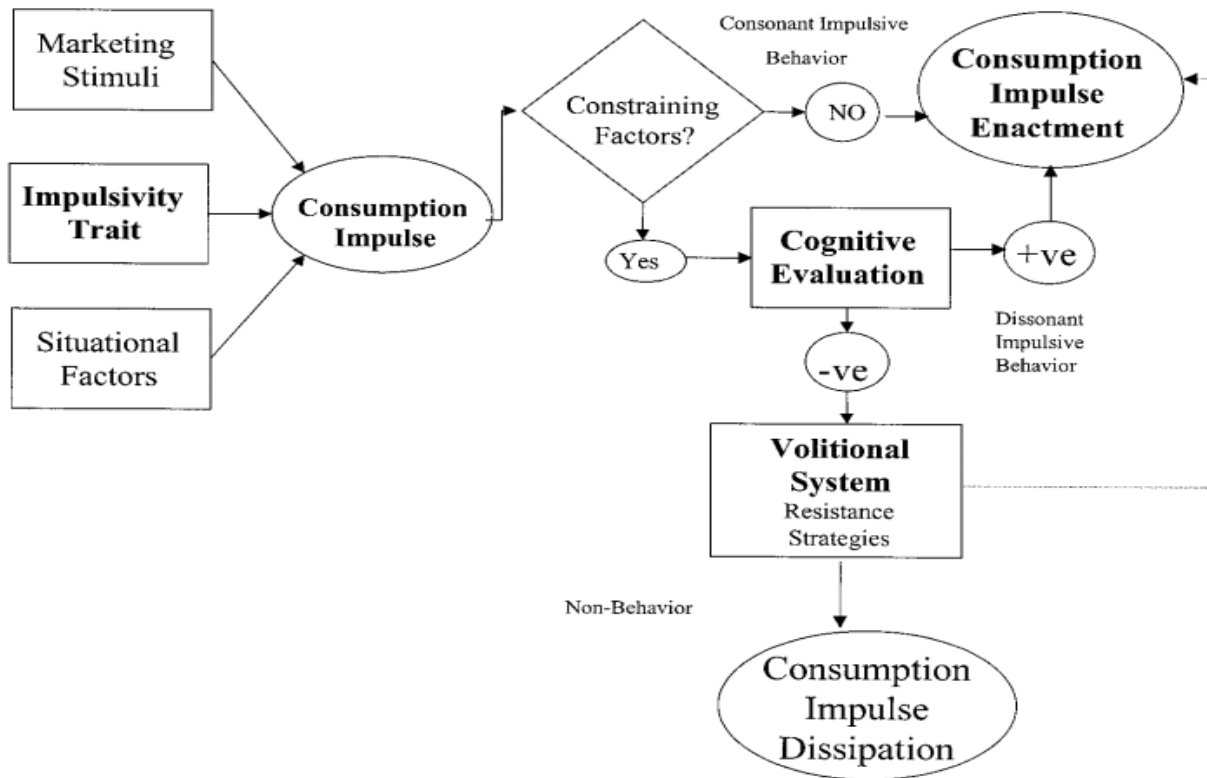 Marketing
Stimuli
Impulsivity
Trait
Situational
Factors
Consumption
Impulse
Constraining
Factors?
Consonant Impulsive
Behavior
NO
Consumption
Impulse
Enactment
Yes
Cognitive
Evaluation
+ve
Dissonant
Impulsive
Behavior
-ve
Volitional
System
Resistance
Strategies
Non-Behavior
Consumption
Impulse
Dissipation